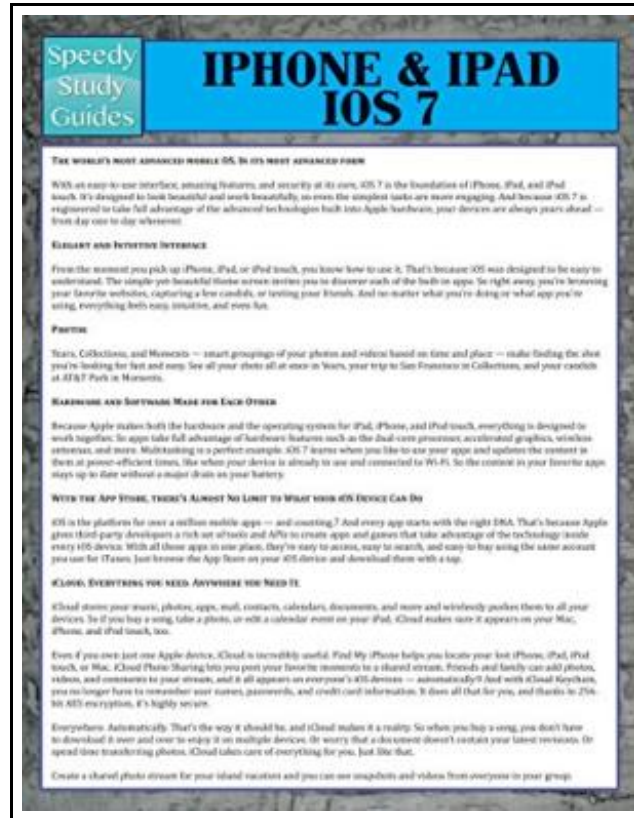 Speedy
Study
Guides
IPHONE & IPAD
IOS 7
THE WORLD'S MOST ADVANCED MOBILE OS. IN ITS MOST ADVANCED FORM
With an easy-to-use interface, amazing features, and security at its core, iOS 7 is the foundation of iPhone, iPad, and iPod
touch. It's designed to look beautiful and work beautifully, so even the simplest tasks are more engaging. And because iOS 7 is
engineered to take full advantage of the advanced technologies built into Apple hardware, your devices are always years ahead —
from day one to day whenever.
ELEGANT AND INTUITIVE INTERFACE
From the moment you pick up iPhone, iPad, or iPod touch, you know how to use it. That's because iOS was designed to be easy to
understand. The simple yet beautiful Home screen invites you to discover each of the built-in apps. So right away, you're browsing
your favorite websites, capturing a few candids, or texting your friends. And no matter what you're doing or what app you're
using, everything feels easy, intuitive, and even fun.
PHOTOS
Years, Collections, and Moments — smart groupings of your photos and videos based on time and place — make finding the shot
you're looking for fast and easy. See all your shots all at once in Years, your trip to San Francisco in Collections, and your candids
at AT&T Park in Moments.
HARDWARE AND SOFTWARE MADE FOR EACH OTHER
Because Apple makes both the hardware and the operating system for iPad, iPhone, and iPod touch, everything is designed to
work together. So apps take full advantage of hardware features such as the dual-core processor, accelerated graphics, wireless
antennas, and more. Multitasking is a perfect example. iOS 7 learns when you like to use your apps and updates the content in
them at power-efficient times, like when your device is already in use and connected to Wi-Fi. So the content in your favorite apps
stays up to date without a major drain on your battery.
WITH THE APP STORE, THERE'S ALMOST NO LIMIT TO WHAT YOUR IOS DEVICE CAN DO
iOS is the platform for over a million mobile apps — and counting.7 And every app starts with the right DNA. That's because Apple
gives third-party developers a rich set of tools and APIs to create apps and games that take advantage of the technology inside
every iOS device. With all those apps in one place, they're easy to access, easy to search, and easy to buy using the same account
you use for iTunes. Just browse the App Store on your iOS device and download them with a tap.
ICLOUD. EVERYTHING YOU NEED. ANYWHERE YOU NEED IT.
iCloud stores your music, photos, apps, mail, contacts, calendars, documents, and more and wirelessly pushes them to all your
devices. So if you buy a song, take a photo, or edit a calendar event on your iPad, iCloud makes sure it appears on your Mac,
iPhone, and iPod touch, too.
Even if you own just one Apple device, iCloud is incredibly useful. Find My iPhone helps you locate your lost iPhone, iPad, iPod
touch, or Mac. iCloud Photo Sharing lets you post your favorite moments to a shared stream. Friends and family can add photos,
videos, and comments to your stream, and it all appears on everyone's iOS devices — automatically.9 And with iCloud Keychain,
you no longer have to remember user names, passwords, and credit card information. It does all that for you, and thanks to 256-
bit AES encryption, it's highly secure.
Everywhere. Automatically. That's the way it should be, and iCloud makes it a reality. So when you buy a song, you don't have
to download it over and over to enjoy it on multiple devices. Or worry that a document doesn't contain your latest revisions. Or
spend time transferring photos. iCloud takes care of everything for you. Just like that.
Create a shared photo stream for your island vacation and you can see snapshots and videos from everyone in your group.